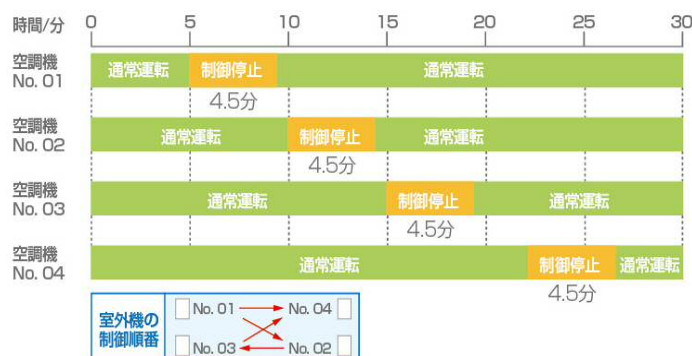 時間/分 0 5 10 15 20 25 30
空調機
No. 01
通常運転 制御停止 通常運転
4.5分
空調機
No. 02
通常運転 制御停止 通常運転
4.5分
空調機
No. 03
通常運転 制御停止 通常運転
4.5分
空調機
No. 04
通常運転 制御停止 通常運転
4.5分
室外機の
制御順番
No. 01 No. 04
No. 03 No. 02